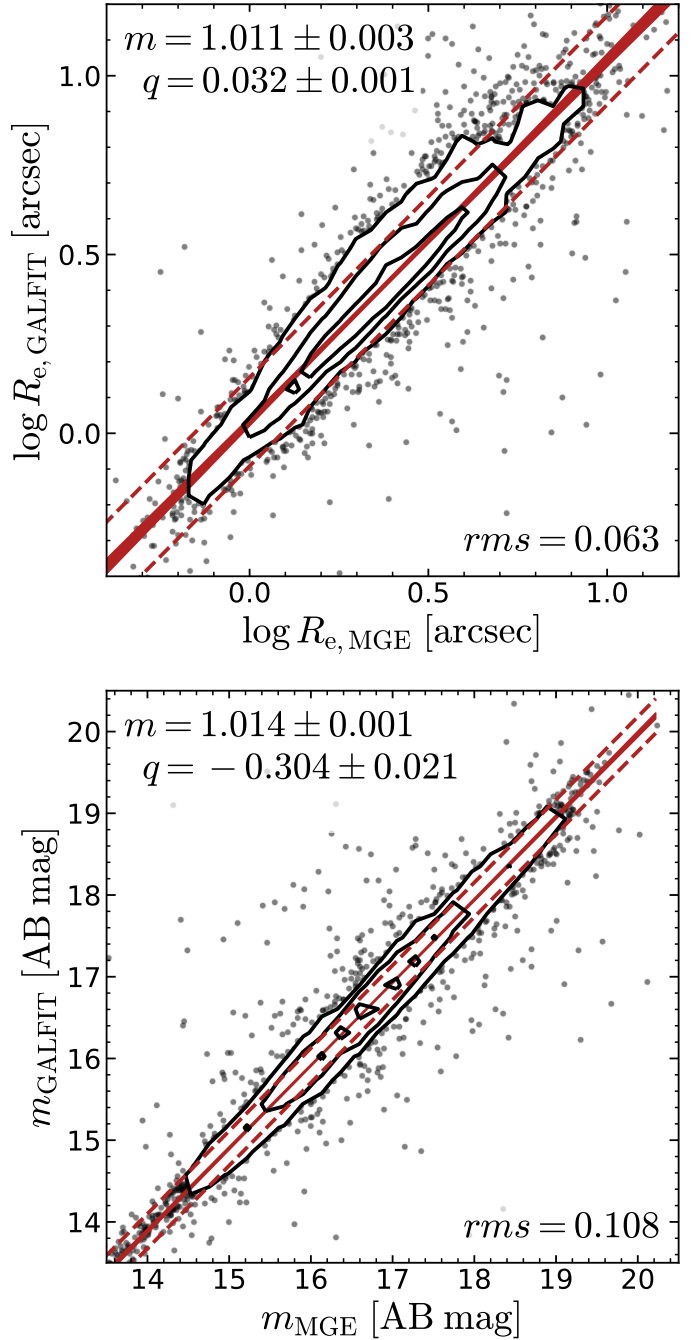 m = 1.011 ± 0.003
q = 0.032 ± 0.001
1.0
0.5
0.0
log R_e, GALFIT [arcsec]
rms = 0.063
0.0 0.5 1.0
log R_e, MGE [arcsec]
m = 1.014 ± 0.001
q = −0.304 ± 0.021
20
19
18
17
16
15
14
m_GALFIT [AB mag]
rms = 0.108
14 15 16 17 18 19 20
m_MGE [AB mag]